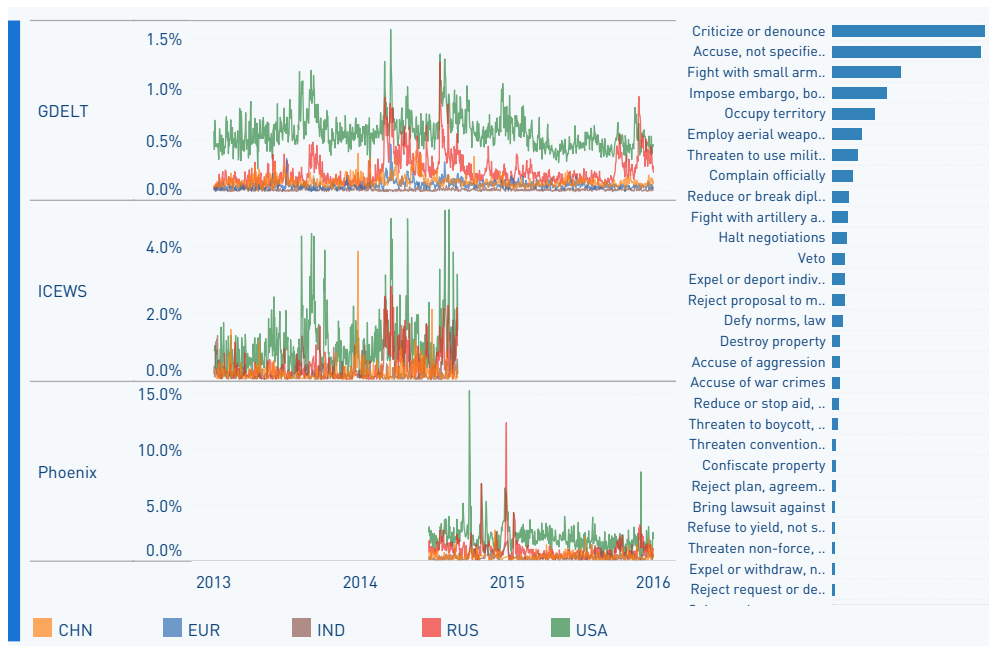 GDELT
1.5%
1.0%
0.5%
0.0%
ICEWS
4.0%
2.0%
0.0%
Phoenix
15.0%
10.0%
5.0%
0.0%
2013 2014 2015 2016
CHN EUR IND RUS USA
Criticize or denounce
Accuse, not specifie..
Fight with small arm..
Impose embargo, bo..
Occupy territory
Employ aerial weapo..
Threaten to use milit..
Complain officially
Reduce or break dipl..
Fight with artillery a..
Halt negotiations
Veto
Expel or deport indiv..
Reject proposal to m..
Defy norms, law
Destroy property
Accuse of aggression
Accuse of war crimes
Reduce or stop aid, ..
Threaten to boycott, ..
Threaten convention..
Confiscate property
Reject plan, agreem..
Bring lawsuit against
Refuse to yield, not s..
Threaten non-force, ..
Expel or withdraw, n..
Reject request or de..